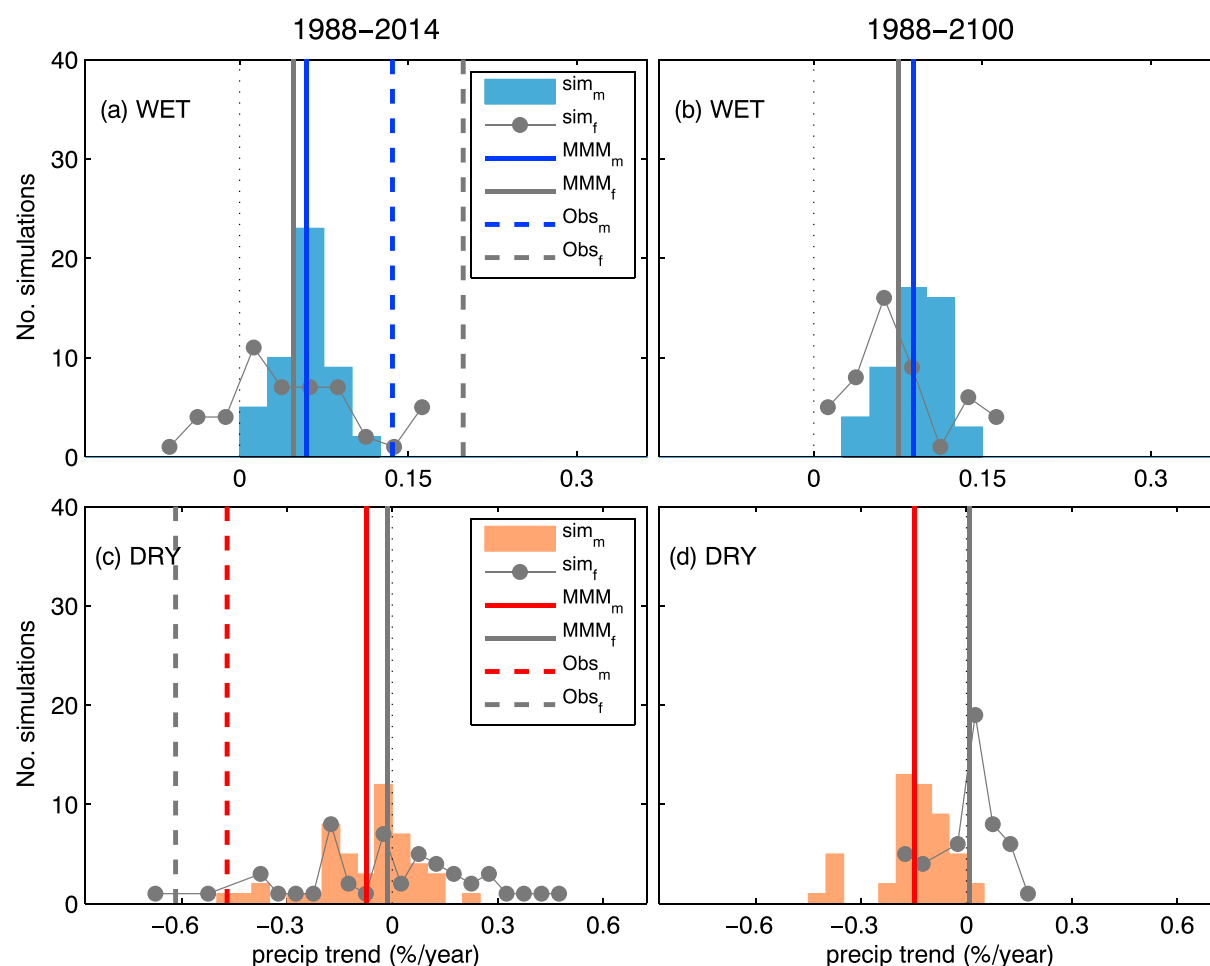 1988−2014
1988−2100
40
30
20
10
0
No. simulations
(a) WET
sim_m
sim_f
MMM_m
MMM_f
Obs_m
Obs_f
0
0.15
0.3
(b) WET
0
0.15
0.3
40
30
20
10
0
No. simulations
(c) DRY
sim_m
sim_f
MMM_m
MMM_f
Obs_m
Obs_f
−0.6
−0.3
0
0.3
0.6
precip trend (%/year)
(d) DRY
−0.6
−0.3
0
0.3
0.6
precip trend (%/year)